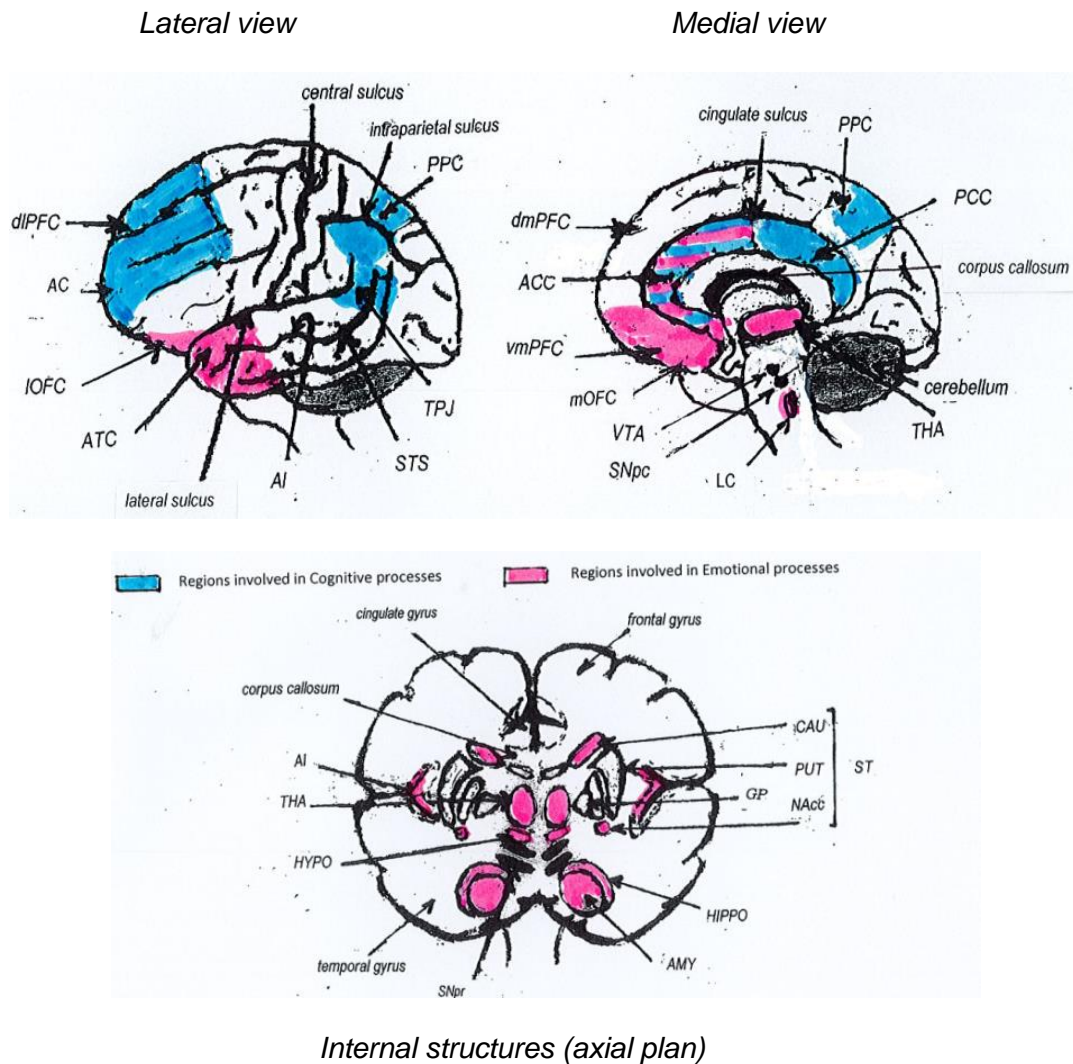 Lateral view
Medial view
central sulcus
intraparietal sulcus
PPC
dlPFC
AC
lOFC
ATC
lateral sulcus
AI
STS
TPJ
cingulate sulcus
PPC
PCC
dmPFC
corpus callosum
ACC
vmPFC
mOFC
VTA
SNpc
LC
THA
cerebellum
Regions involved in Cognitive processes
Regions involved in Emotional processes
cingulate gyrus
frontal gyrus
corpus callosum
CAU
AI
PUT
ST
THA
GP
NAcc
HYPO
HIPPO
temporal gyrus
AMY
SNpr
Internal structures (axial plan)